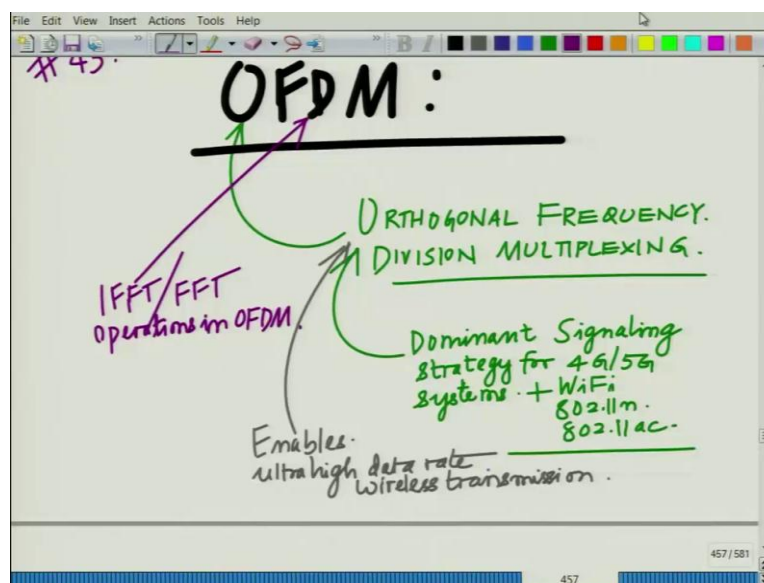 File Edit View Insert Actions Tools Help
B I
# 45.
OFDM :
ORTHOGONAL FREQUENCY.
DIVISION MULTIPLEXING.
IFFT/FFT
operations in OFDM.
Dominant Signaling
strategy for 4G/5G
systems. + WiFi
802.11n.
802.11ac.
Enables.
ultra high data rate
wireless transmission.
457/581
457